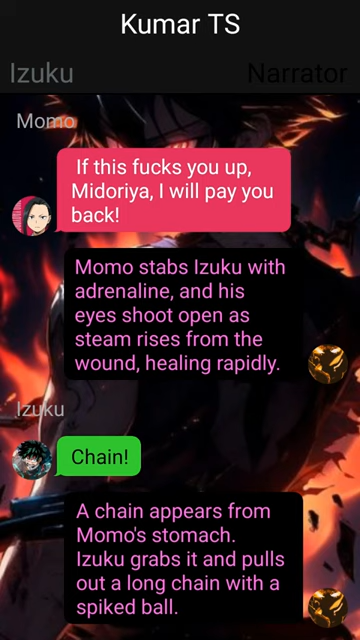 Kumar TS
Izuku
Narrator
Momo
If this fucks you up,
Midoriya, I will pay you
back!
Momo stabs Izuku with
adrenaline, and his
eyes shoot open as
steam rises from the
wound, healing rapidly.
Izuku
Chain!
A chain appears from
Momo's stomach.
Izuku grabs it and pulls
out a long chain with a
spiked ball.